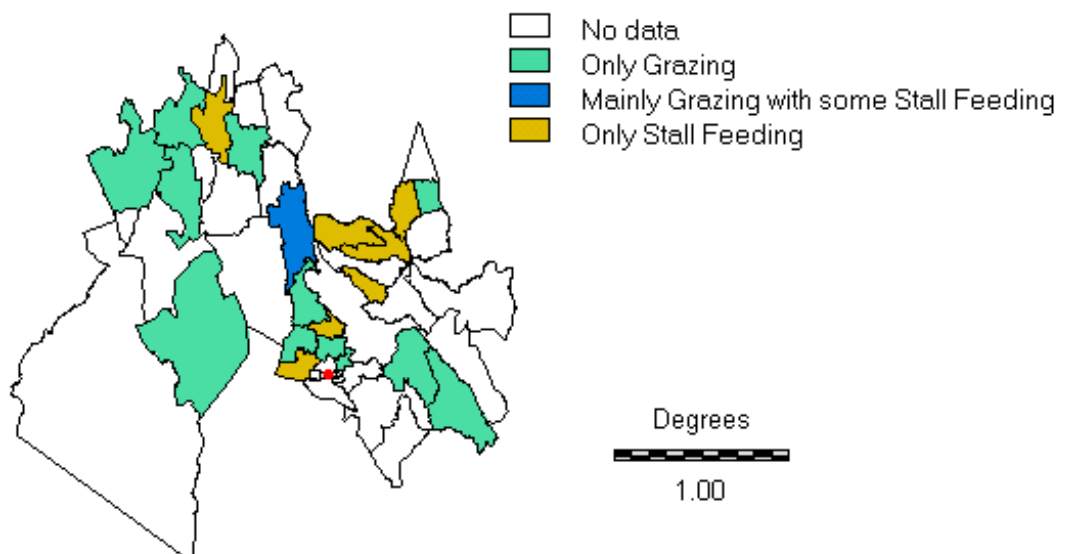 No data
Only Grazing
Mainly Grazing with some Stall Feeding
Only Stall Feeding
Degrees
1.00